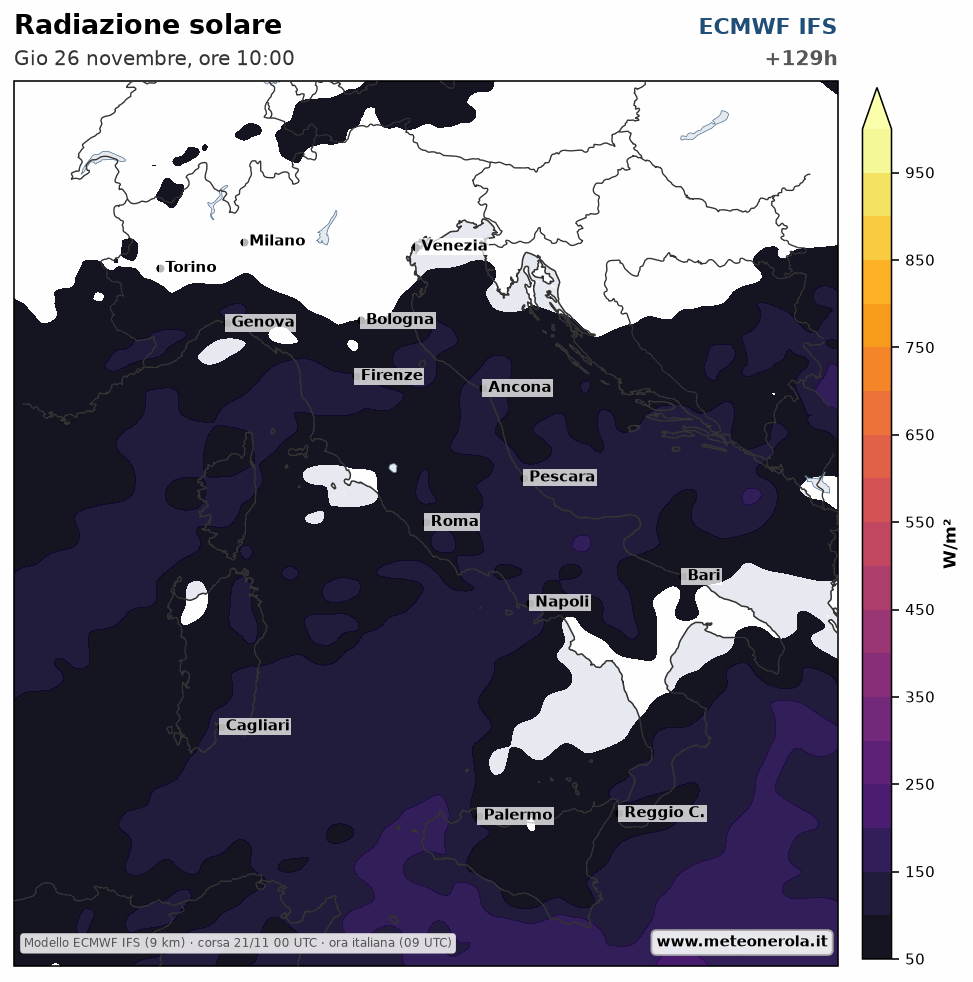 Radiazione solare
ECMWF IFS
Gio 26 novembre, ore 10:00
+129h
Milano
Venezia
Torino
Genova
Bologna
Firenze
Ancona
Pescara
Roma
Bari
Napoli
Cagliari
Palermo
Reggio C.
950
850
750
650
550
450
350
250
150
50
W/m²
Modello ECMWF IFS (9 km) · corsa 21/11 00 UTC · ora italiana (09 UTC)
www.meteonerola.it